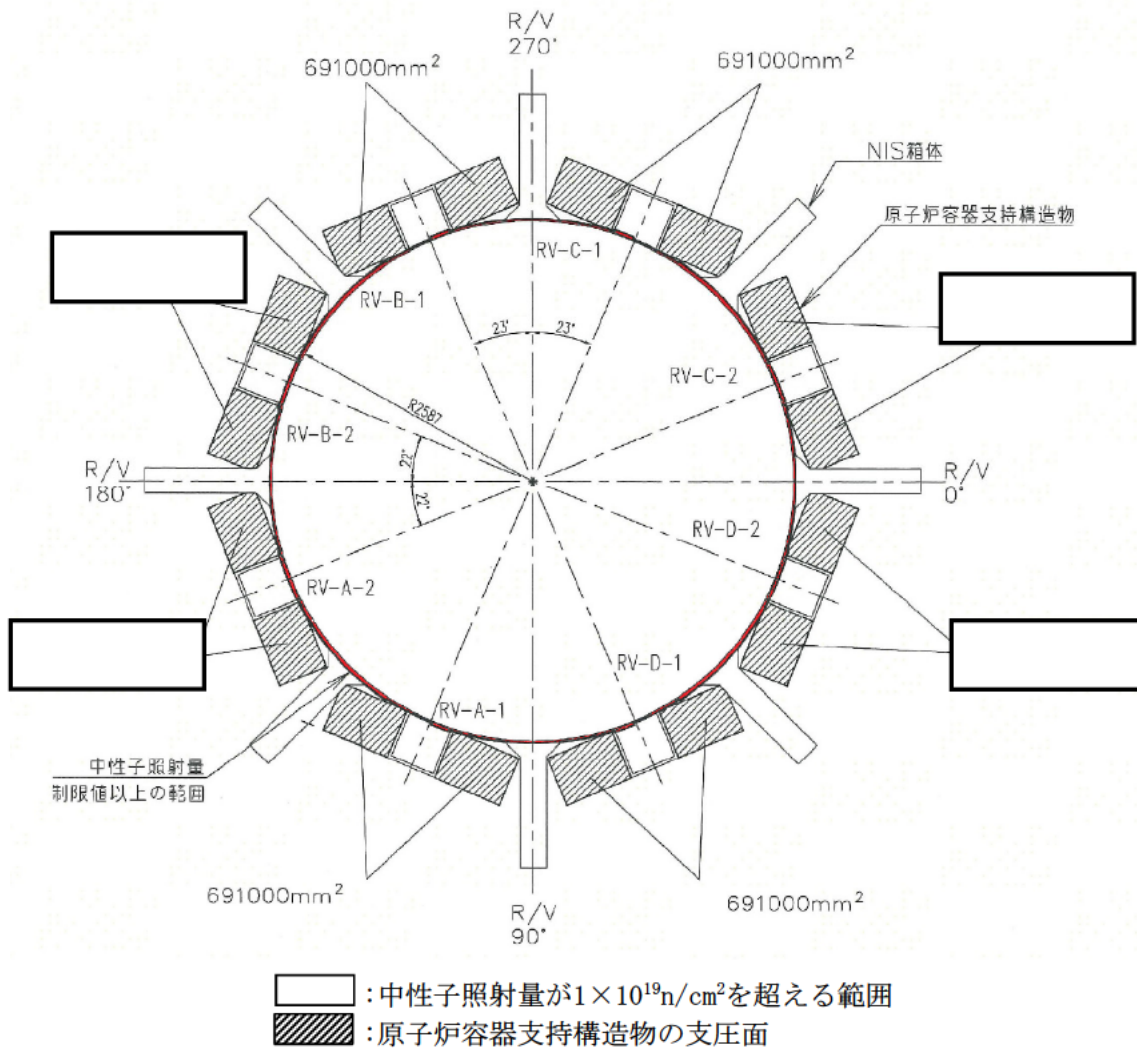 R/V
270°
691000mm²
691000mm²
NIS箱体
原子炉容器支持構造物
RV-C-1
RV-B-1
23°
23°
RV-C-2
R2587
RV-B-2
22°
R/V
180°
R/V
0°
22°
RV-D-2
RV-A-2
RV-D-1
RV-A-1
中性子照射量
制限値以上の範囲
691000mm²
691000mm²
R/V
90°
:中性子照射量が1×10¹⁹n/cm²を超える範囲
:原子炉容器支持構造物の支圧面